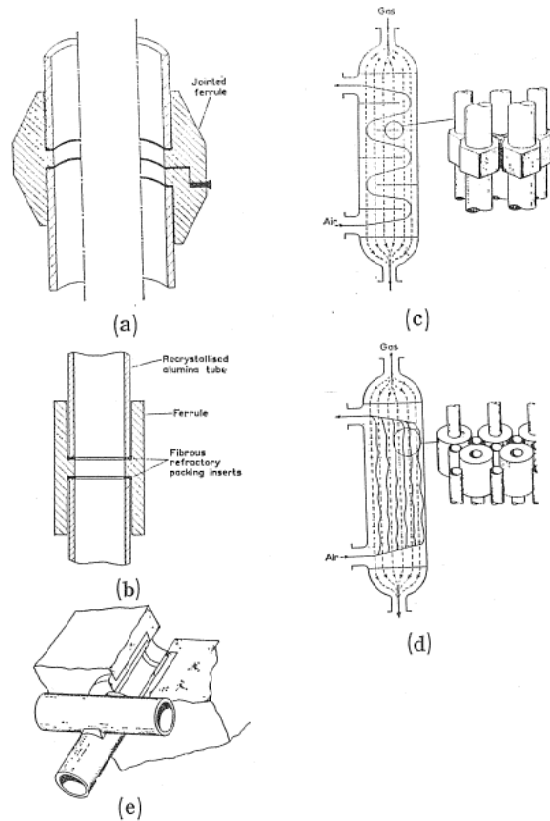 Jointed
ferrule
(a)
Recrystallised
alumina tube
Ferrule
Fibrous
refractory
packing inserts
(b)
(e)
Gas
Air
(c)
Gas
Air
(d)